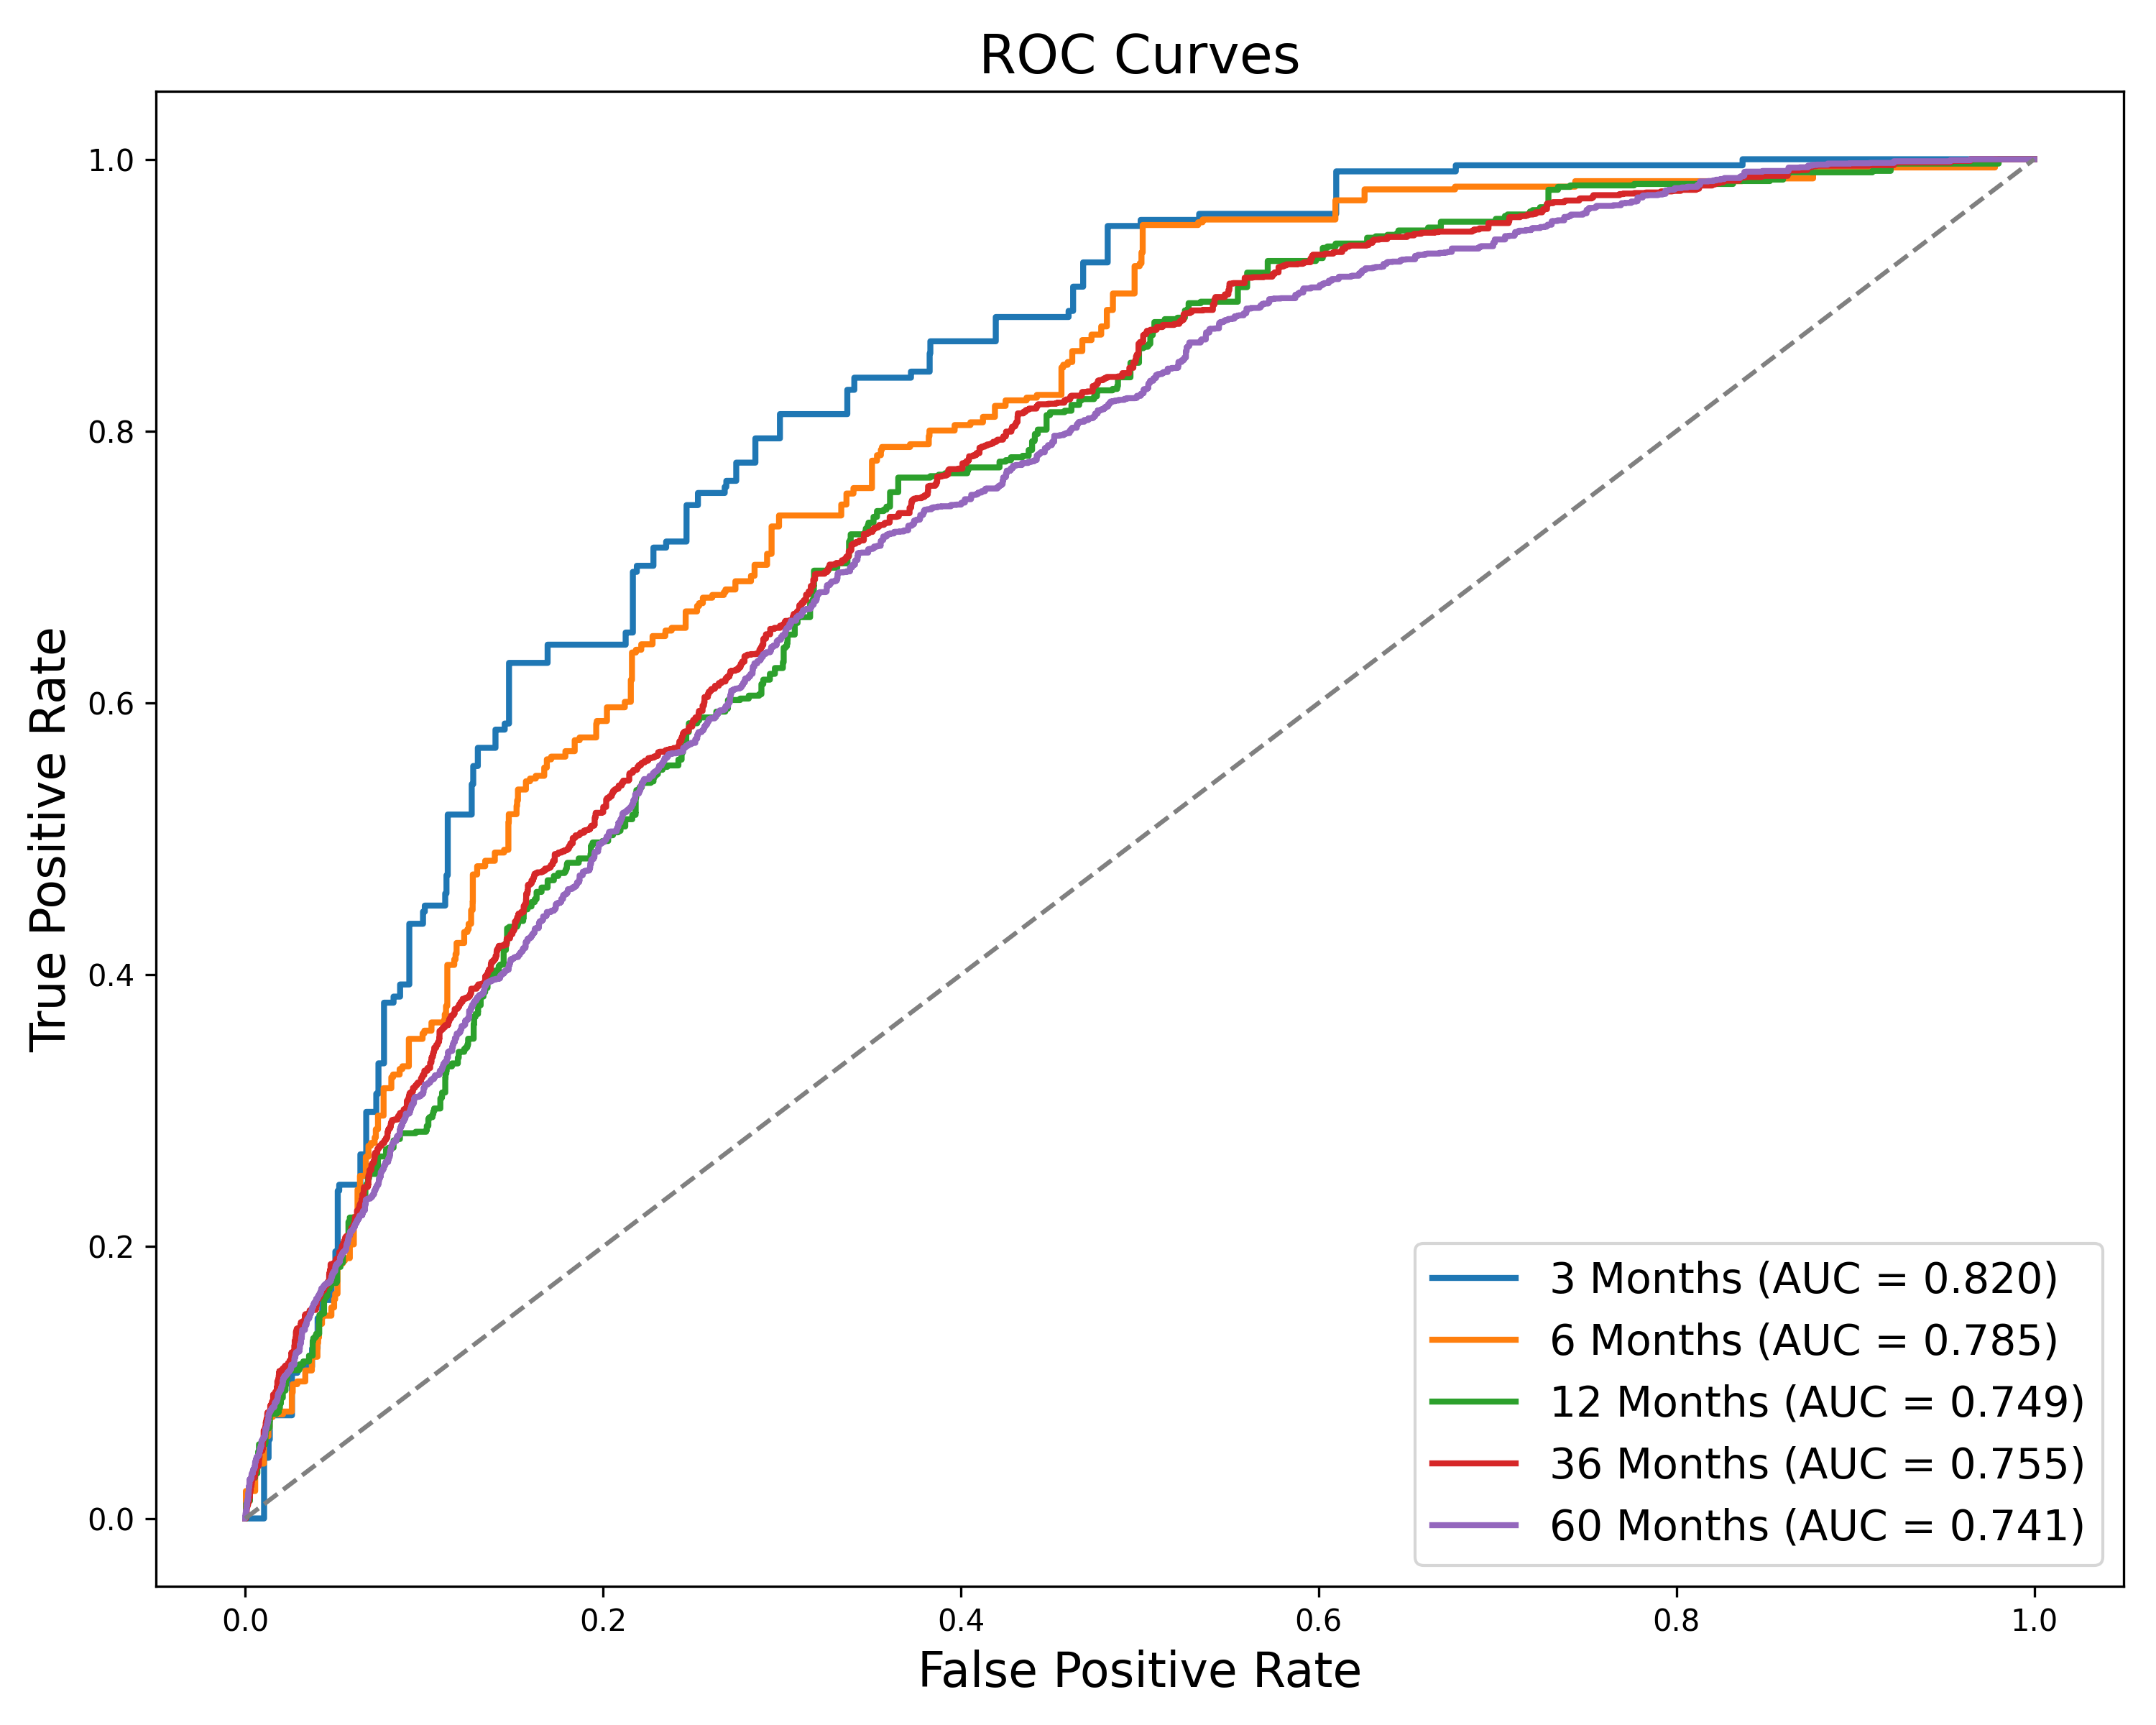 ROC Curves
True Positive Rate
1.0
0.8
0.6
0.4
0.2
0.0
3 Months (AUC = 0.820)
6 Months (AUC = 0.785)
12 Months (AUC = 0.749)
36 Months (AUC = 0.755)
60 Months (AUC = 0.741)
0.0 0.2 0.4 0.6 0.8 1.0
False Positive Rate